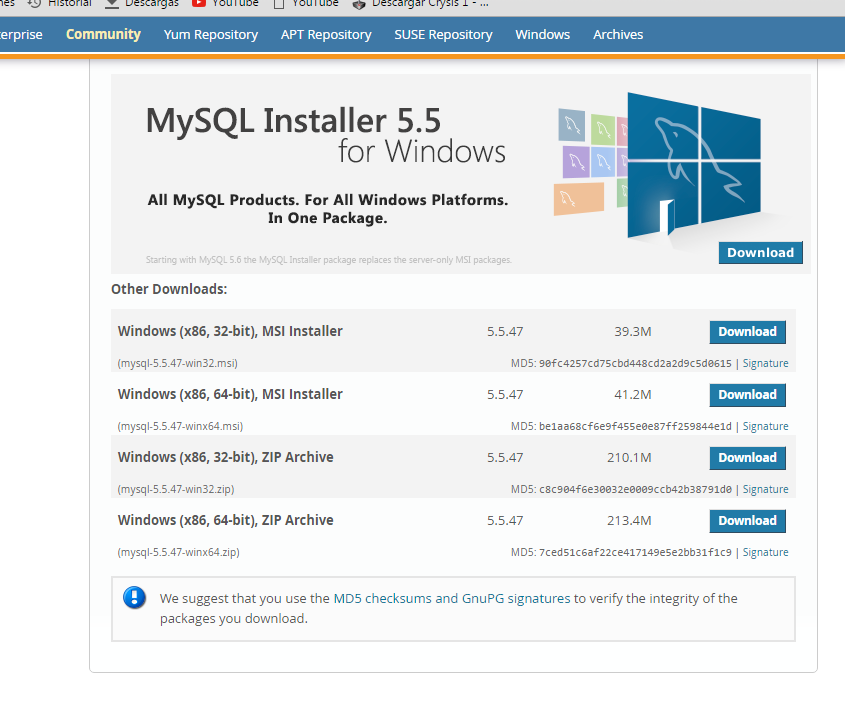 Historial Descargas YouTube YouTube Descargar Crysis 1 - ...
erprise Community Yum Repository APT Repository SUSE Repository Windows Archives
MySQL Installer 5.5
for Windows
All MySQL Products. For All Windows Platforms.
In One Package.
Download
Starting with MySQL 5.6 the MySQL Installer package replaces the server-only MSI packages.
Other Downloads:
Windows (x86, 32-bit), MSI Installer 5.5.47 39.3M Download
(mysql-5.5.47-win32.msi) MD5: 90fc4257cd75cbd448cd2a2d9c5d0615 | Signature
Windows (x86, 64-bit), MSI Installer 5.5.47 41.2M Download
(mysql-5.5.47-winx64.msi) MD5: be1aa68cf6e9f455e0e87ff259844e1d | Signature
Windows (x86, 32-bit), ZIP Archive 5.5.47 210.1M Download
(mysql-5.5.47-win32.zip) MD5: c8c904f6e30032e0009ccb42b38791d0 | Signature
Windows (x86, 64-bit), ZIP Archive 5.5.47 213.4M Download
(mysql-5.5.47-winx64.zip) MD5: 7ced51c6af22ce417149e5e2bb31f1c9 | Signature
We suggest that you use the MD5 checksums and GnuPG signatures to verify the integrity of the
packages you download.